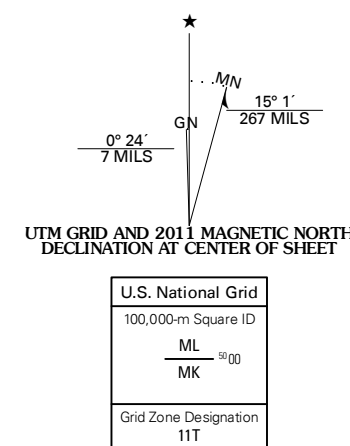 ★
MN
GN
15° 1´
267 MILS
0° 24´
7 MILS
UTM GRID AND 2011 MAGNETIC NORTH
DECLINATION AT CENTER OF SHEET
U.S. National Grid
100,000-m Square ID
ML
5000
MK
Grid Zone Designation
11T